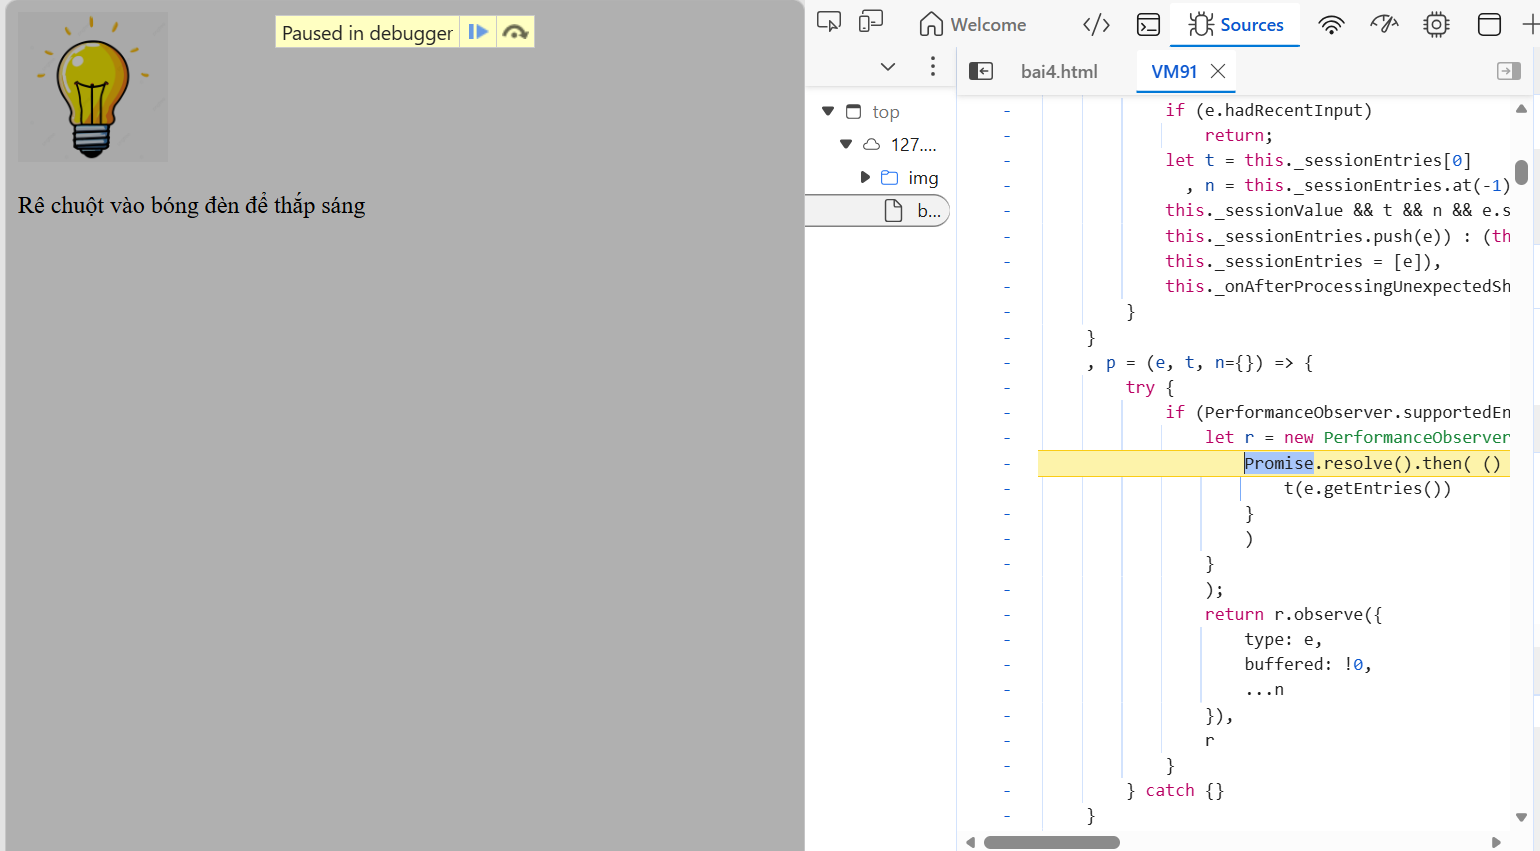 Paused in debugger
Rê chuột vào bóng đèn để thắp sáng
Welcome
Sources
top
127....
img
b...
bai4.html
VM91
if (e.hadRecentInput)
return;
let t = this._sessionEntries[0]
, n = this._sessionEntries.at(-1)
this._sessionValue && t && n && e.s
this._sessionEntries.push(e)) : (th
this._sessionEntries = [e]),
this._onAfterProcessingUnexpectedSh
}
}
, p = (e, t, n={}) => {
try {
if (PerformanceObserver.supportedEn
let r = new PerformanceObserver
Promise.resolve().then( ()
t(e.getEntries())
}
)
}
);
return r.observe({
type: e,
buffered: !0,
...n
}),
r
}
} catch {}
}